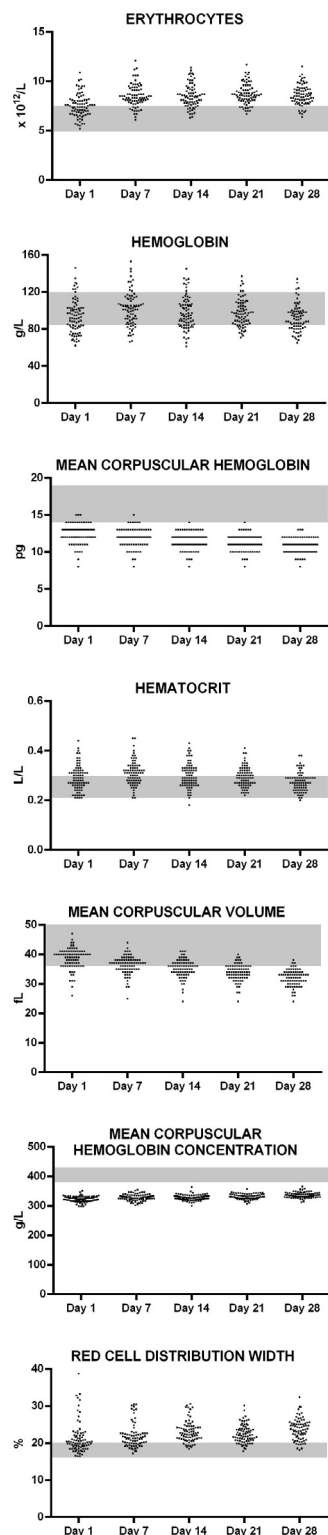 ERYTHROCYTES
15
10
5
0
x 10^12/L
Day 1 Day 7 Day 14 Day 21 Day 28
HEMOGLOBIN
160
120
80
40
0
g/L
Day 1 Day 7 Day 14 Day 21 Day 28
MEAN CORPUSCULAR HEMOGLOBIN
20
15
10
5
0
pg
Day 1 Day 7 Day 14 Day 21 Day 28
HEMATOCRIT
0.6
0.4
0.2
0.0
L/L
Day 1 Day 7 Day 14 Day 21 Day 28
MEAN CORPUSCULAR VOLUME
50
40
30
20
10
0
fL
Day 1 Day 7 Day 14 Day 21 Day 28
MEAN CORPUSCULAR
HEMOGLOBIN CONCENTRATION
500
400
300
200
100
0
g/L
Day 1 Day 7 Day 14 Day 21 Day 28
RED CELL DISTRIBUTION WIDTH
40
30
20
10
0
%
Day 1 Day 7 Day 14 Day 21 Day 28